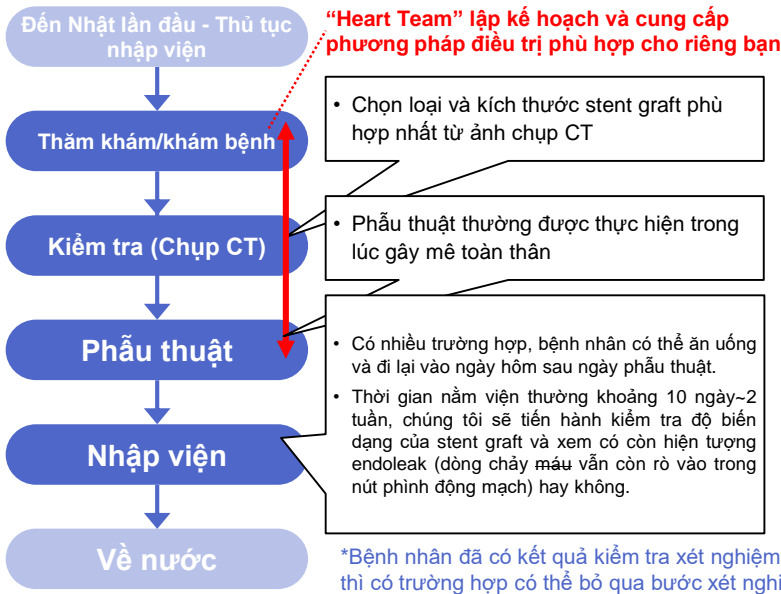 Đến Nhật lần đầu - Thủ tục
nhập viện
“Heart Team” lập kế hoạch và cung cấp
phương pháp điều trị phù hợp cho riêng bạn
Thăm khám/khám bệnh
• Chọn loại và kích thước stent graft phù
hợp nhất từ ảnh chụp CT
Kiểm tra (Chụp CT)
• Phẫu thuật thường được thực hiện trong
lúc gây mê toàn thân
Phẫu thuật
• Có nhiều trường hợp, bệnh nhân có thể ăn uống
và đi lại vào ngày hôm sau ngày phẫu thuật.
• Thời gian nằm viện thường khoảng 10 ngày~2
tuần, chúng tôi sẽ tiến hành kiểm tra độ biến
dạng của stent graft và xem có còn hiện tượng
endoleak (dòng chảy máu vẫn còn rò vào trong
nút phình động mạch) hay không.
Nhập viện
Về nước
*Bệnh nhân đã có kết quả kiểm tra xét nghiệm
thì có trường hợp có thể bỏ qua bước xét nghi